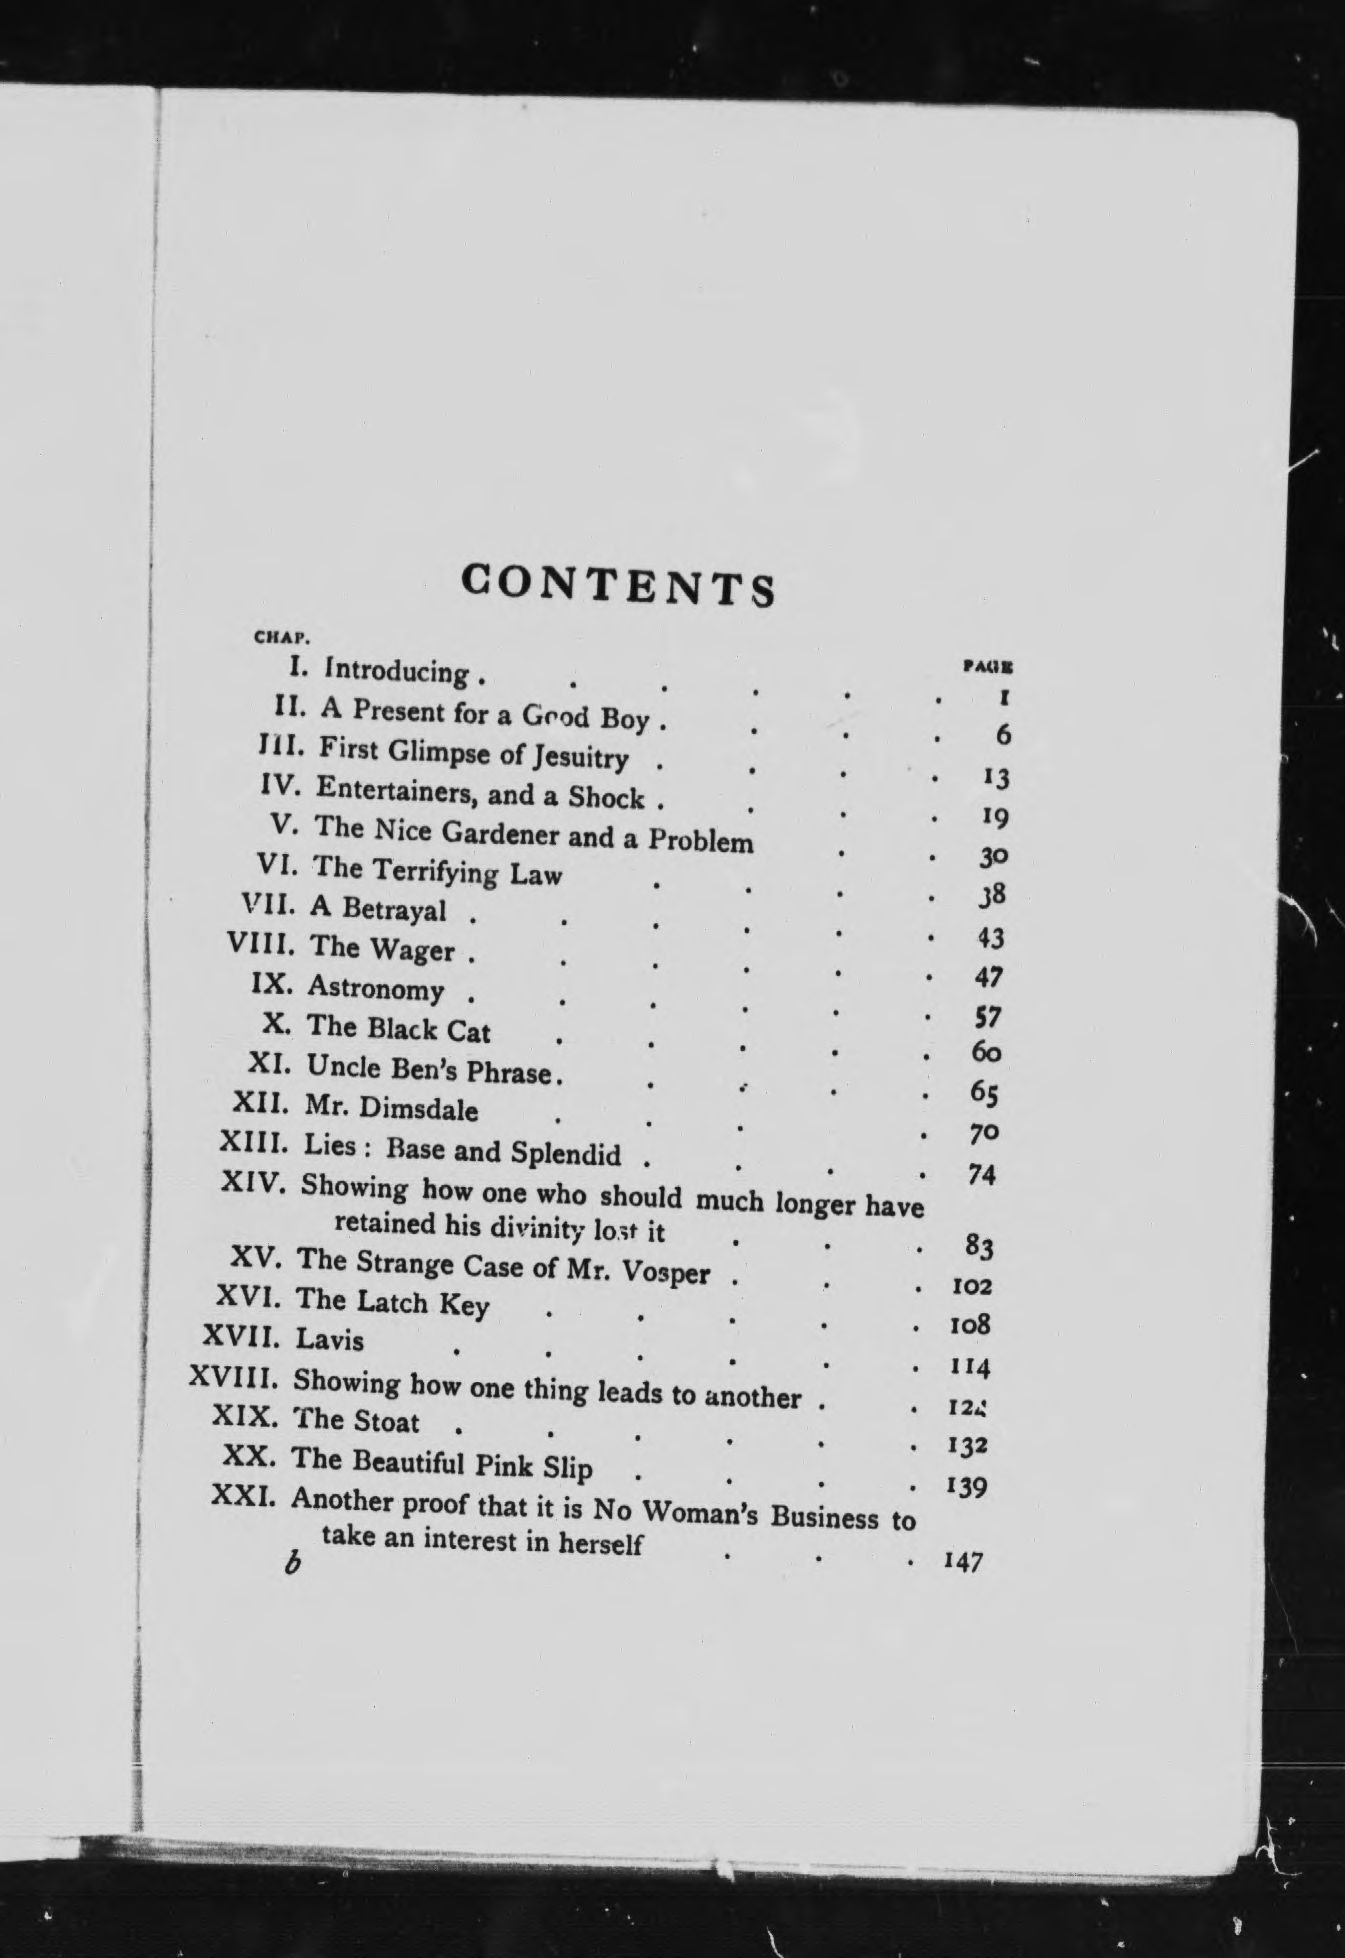 CONTENTS
CHAP. PAGE
I. Introducing . . . . . . 1
II. A Present for a Good Boy . . . . 6
III. First Glimpse of Jesuitry . . . . 13
IV. Entertainers, and a Shock . . . . 19
V. The Nice Gardener and a Problem . . 30
VI. The Terrifying Law . . . . 38
VII. A Betrayal . . . . . . 43
VIII. The Wager . . . . . . 47
IX. Astronomy . . . . . . 57
X. The Black Cat . . . . . 60
XI. Uncle Ben's Phrase . . . . . 65
XII. Mr. Dimsdale . . . . 70
XIII. Lies : Base and Splendid . . . . 74
XIV. Showing how one who should much longer have
retained his divinity lost it . . . 83
XV. The Strange Case of Mr. Vosper . . . 102
XVI. The Latch Key . . . . . 108
XVII. Lavis . . . . . . 114
XVIII. Showing how one thing leads to another . .
XIX. The Stoat . . . . . . 132
XX. The Beautiful Pink Slip . . . . 139
XXI. Another proof that it is No Woman's Business to
take an interest in herself . . . 147
b